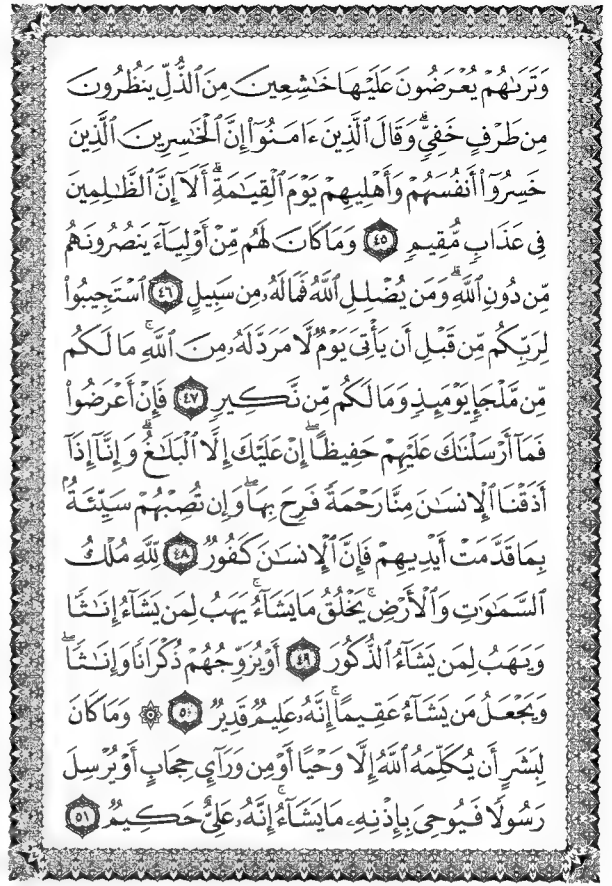 وَتَرَىٰهُمْ يُعْرَضُونَ عَلَيْهَا خَٰشِعِينَ مِنَ ٱلذُّلِّ يَنظُرُونَ
مِن طَرْفٍ خَفِىٍّ ۗ وَقَالَ ٱلَّذِينَ ءَامَنُوٓا۟ إِنَّ ٱلْخَٰسِرِينَ ٱلَّذِينَ
خَسِرُوٓا۟ أَنفُسَهُمْ وَأَهْلِيهِمْ يَوْمَ ٱلْقِيَٰمَةِ ۗ أَلَآ إِنَّ ٱلظَّٰلِمِينَ
فِى عَذَابٍ مُّقِيمٍ ٤٥ وَمَا كَانَ لَهُم مِّنْ أَوْلِيَآءَ يَنصُرُونَهُم
مِّن دُونِ ٱللَّهِ ۗ وَمَن يُضْلِلِ ٱللَّهُ فَمَا لَهُۥ مِن سَبِيلٍ ٤٦ ٱسْتَجِيبُوا۟
لِرَبِّكُم مِّن قَبْلِ أَن يَأْتِىَ يَوْمٌ لَّا مَرَدَّ لَهُۥ مِنَ ٱللَّهِ ۚ مَا لَكُم
مِّن مَّلْجَإٍ يَوْمَئِذٍ وَمَا لَكُم مِّن نَّكِيرٍ ٤٧ فَإِنْ أَعْرَضُوا۟
فَمَآ أَرْسَلْنَٰكَ عَلَيْهِمْ حَفِيظًا ۖ إِنْ عَلَيْكَ إِلَّا ٱلْبَلَٰغُ ۗ وَإِنَّآ إِذَآ
أَذَقْنَا ٱلْإِنسَٰنَ مِنَّا رَحْمَةً فَرِحَ بِهَا ۖ وَإِن تُصِبْهُمْ سَيِّئَةٌۢ
بِمَا قَدَّمَتْ أَيْدِيهِمْ فَإِنَّ ٱلْإِنسَٰنَ كَفُورٌ ٤٨ لِّلَّهِ مُلْكُ
ٱلسَّمَٰوَٰتِ وَٱلْأَرْضِ ۚ يَخْلُقُ مَا يَشَآءُ ۚ يَهَبُ لِمَن يَشَآءُ إِنَٰثًا
وَيَهَبُ لِمَن يَشَآءُ ٱلذُّكُورَ ٤٩ أَوْ يُزَوِّجُهُمْ ذُكْرَانًا وَإِنَٰثًا ۖ
وَيَجْعَلُ مَن يَشَآءُ عَقِيمًا ۚ إِنَّهُۥ عَلِيمٌ قَدِيرٌ ٥٠ ۞ وَمَا كَانَ
لِبَشَرٍ أَن يُكَلِّمَهُ ٱللَّهُ إِلَّا وَحْيًا أَوْ مِن وَرَآئِ حِجَابٍ أَوْ يُرْسِلَ
رَسُولًا فَيُوحِىَ بِإِذْنِهِۦ مَا يَشَآءُ ۚ إِنَّهُۥ عَلِىٌّ حَكِيمٌ ٥١